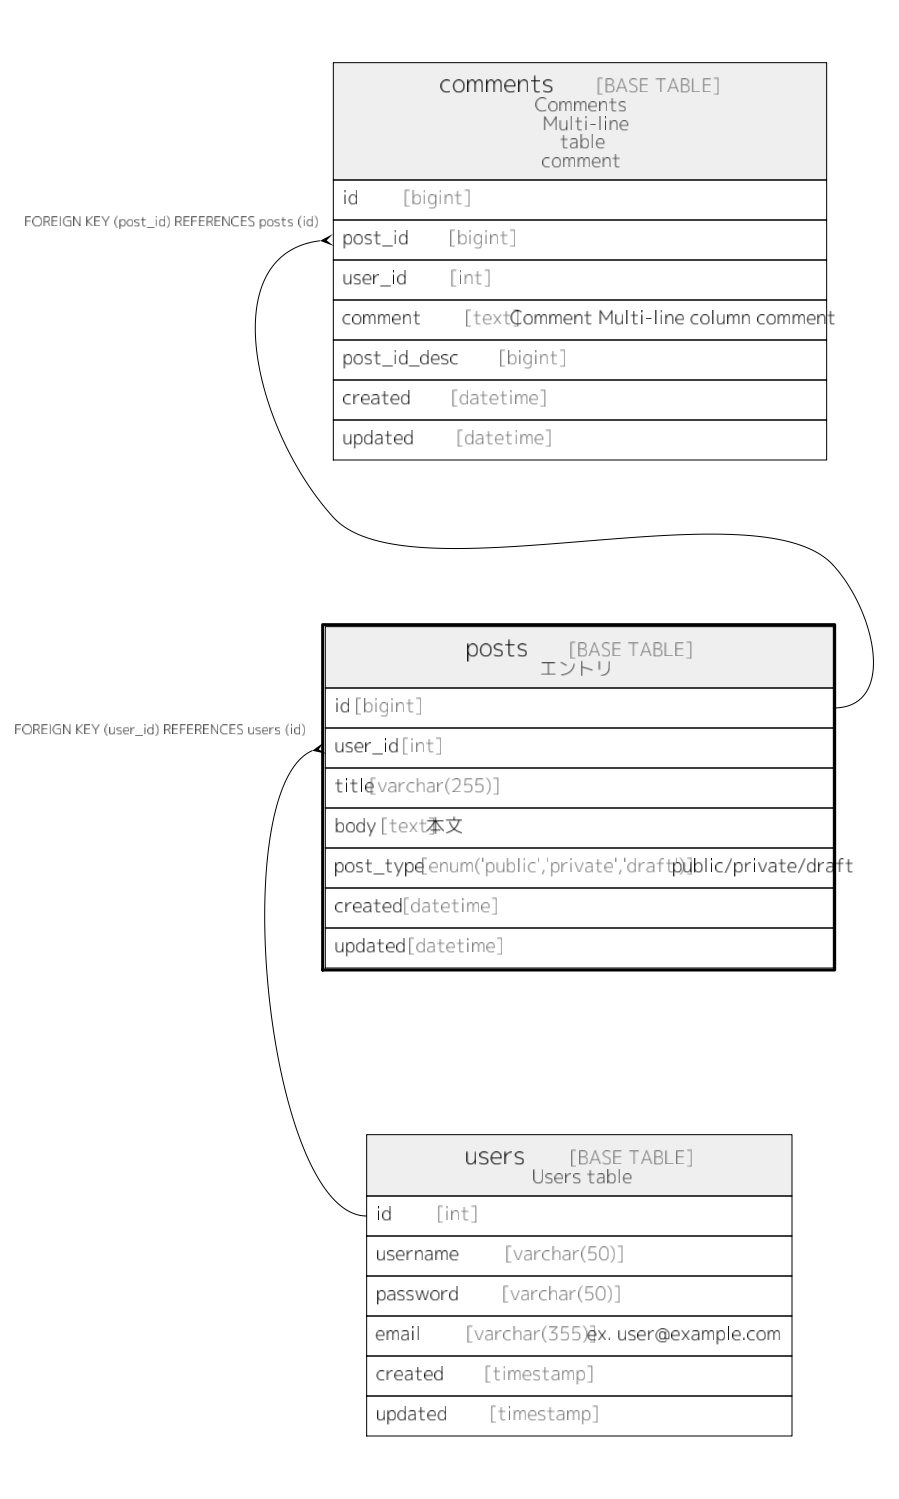 comments [BASE TABLE]
Comments
Multi-line
table
comment
id [bigint]
FOREIGN KEY (post_id) REFERENCES posts (id)
post_id [bigint]
user_id [int]
comment [text] Comment Multi-line column comment
post_id_desc [bigint]
created [datetime]
updated [datetime]
posts [BASE TABLE]
エントリ
id [bigint]
FOREIGN KEY (user_id) REFERENCES users (id)
user_id [int]
title [varchar(255)]
body [text] 本文
post_type [enum('public','private','draft')] public/private/draft
created [datetime]
updated [datetime]
users [BASE TABLE]
Users table
id [int]
username [varchar(50)]
password [varchar(50)]
email [varchar(355)] ex. user@example.com
created [timestamp]
updated [timestamp]